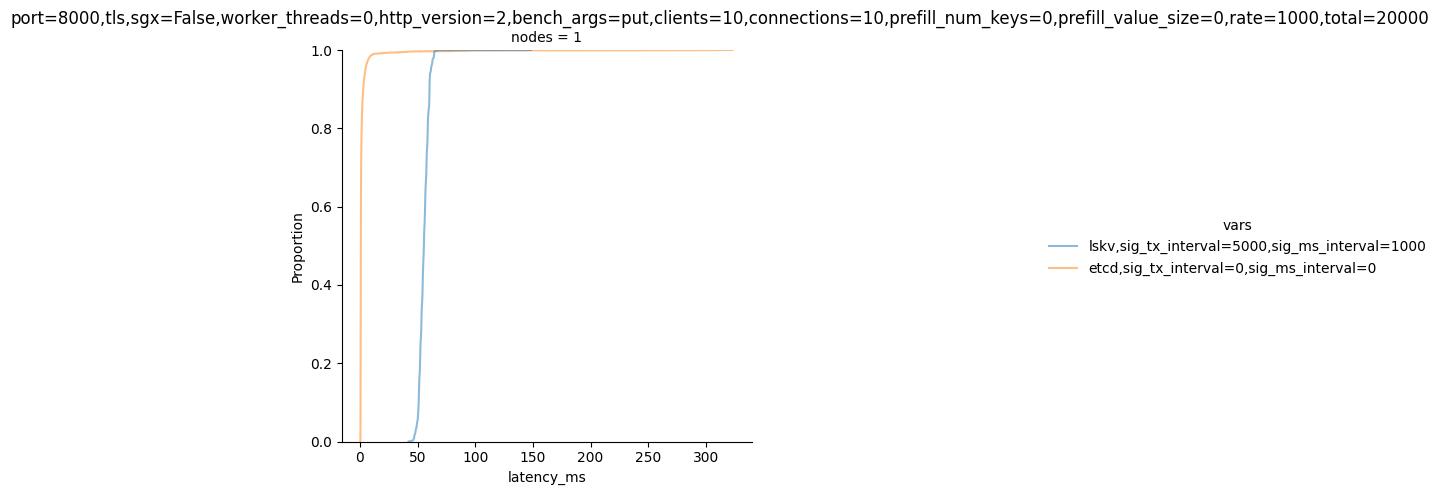 port=8000,tls,sgx=False,worker_threads=0,http_version=2,bench_args=put,clients=10,connections=10,prefill_num_keys=0,prefill_value_size=0,rate=1000,total=20000
nodes = 1
1.0
0.8
0.6
0.4
0.2
0.0
Proportion
0 50 100 150 200 250 300
latency_ms
vars
lskv,sig_tx_interval=5000,sig_ms_interval=1000
etcd,sig_tx_interval=0,sig_ms_interval=0